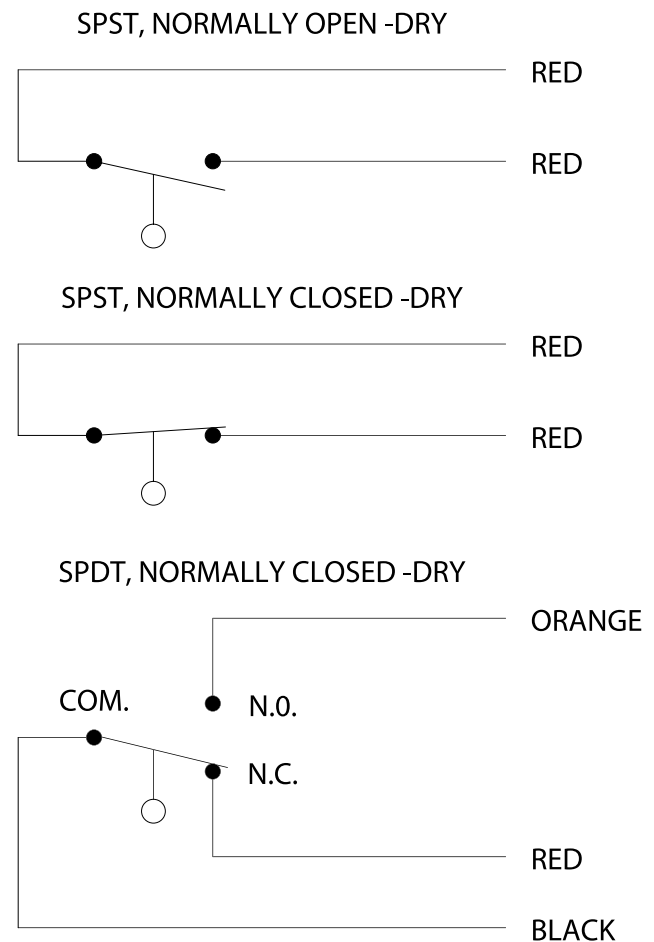 SPST, NORMALLY OPEN -DRY
RED
RED
SPST, NORMALLY CLOSED -DRY
RED
RED
SPDT, NORMALLY CLOSED -DRY
ORANGE
COM.
N.0.
N.C.
RED
BLACK